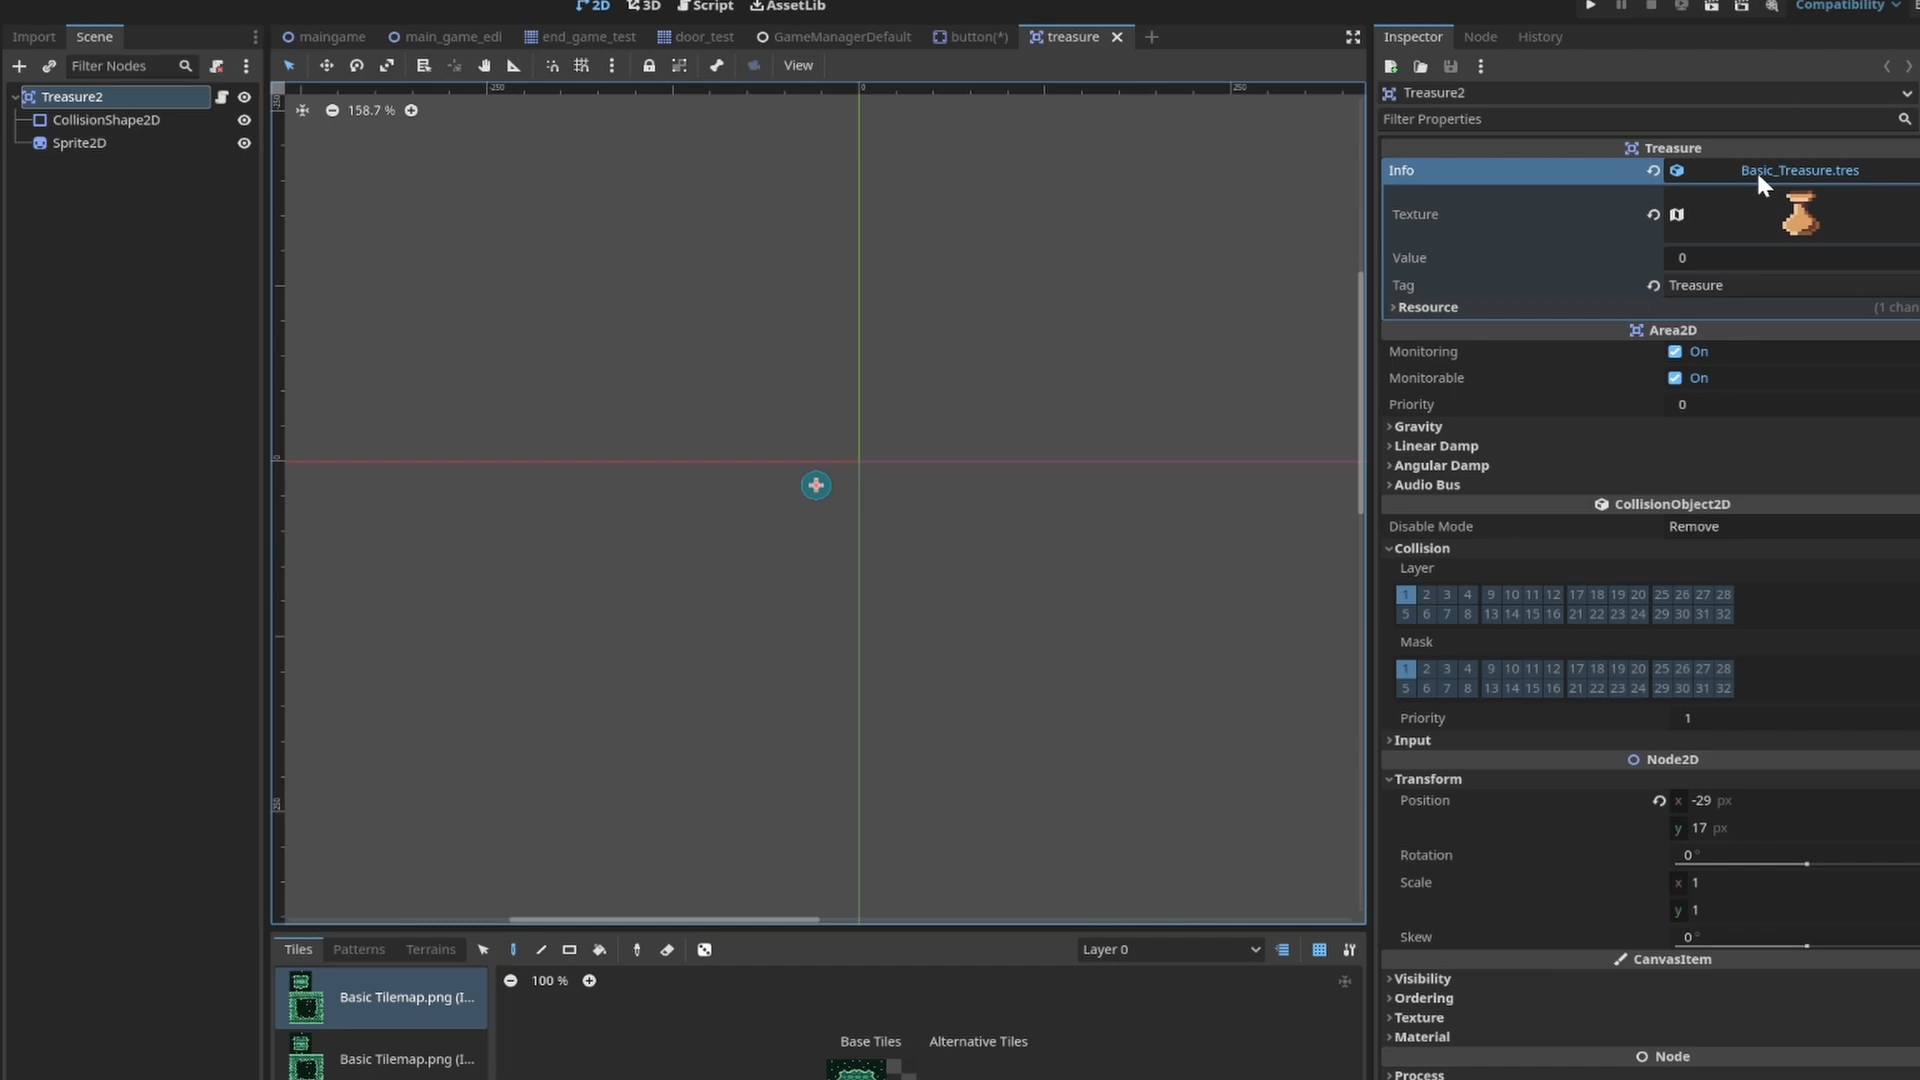 2D 3D Script AssetLib Compatibility
Import Scene
maingame main_game_edi end_game_test door_test GameManagerDefault button(*) treasure
Inspector Node History
Filter Nodes
View
Treasure2
CollisionShape2D
Sprite2D
-250 0 250
158.7 %
0
Treasure2
Filter Properties
Treasure
Info Basic_Treasure.tres
Texture
Value 0
Tag Treasure
Resource (1 chan
Area2D
Monitoring On
Monitorable On
Priority 0
Gravity
Linear Damp
Angular Damp
Audio Bus
CollisionObject2D
Disable Mode Remove
Collision
Layer
1 2 3 4 9 10 11 12 17 18 19 20 25 26 27 28
5 6 7 8 13 14 15 16 21 22 23 24 29 30 31 32
Mask
1 2 3 4 9 10 11 12 17 18 19 20 25 26 27 28
5 6 7 8 13 14 15 16 21 22 23 24 29 30 31 32
Priority 1
Input
Node2D
Transform
Position x -29 px
y 17 px
Rotation 0 °
Scale x 1
y 1
Skew 0 °
CanvasItem
Visibility
Ordering
Texture
Material
Node
Process
Tiles Patterns Terrains
Layer 0
Basic Tilemap.png (I...
Basic Tilemap.png (I...
100 %
Base Tiles Alternative Tiles